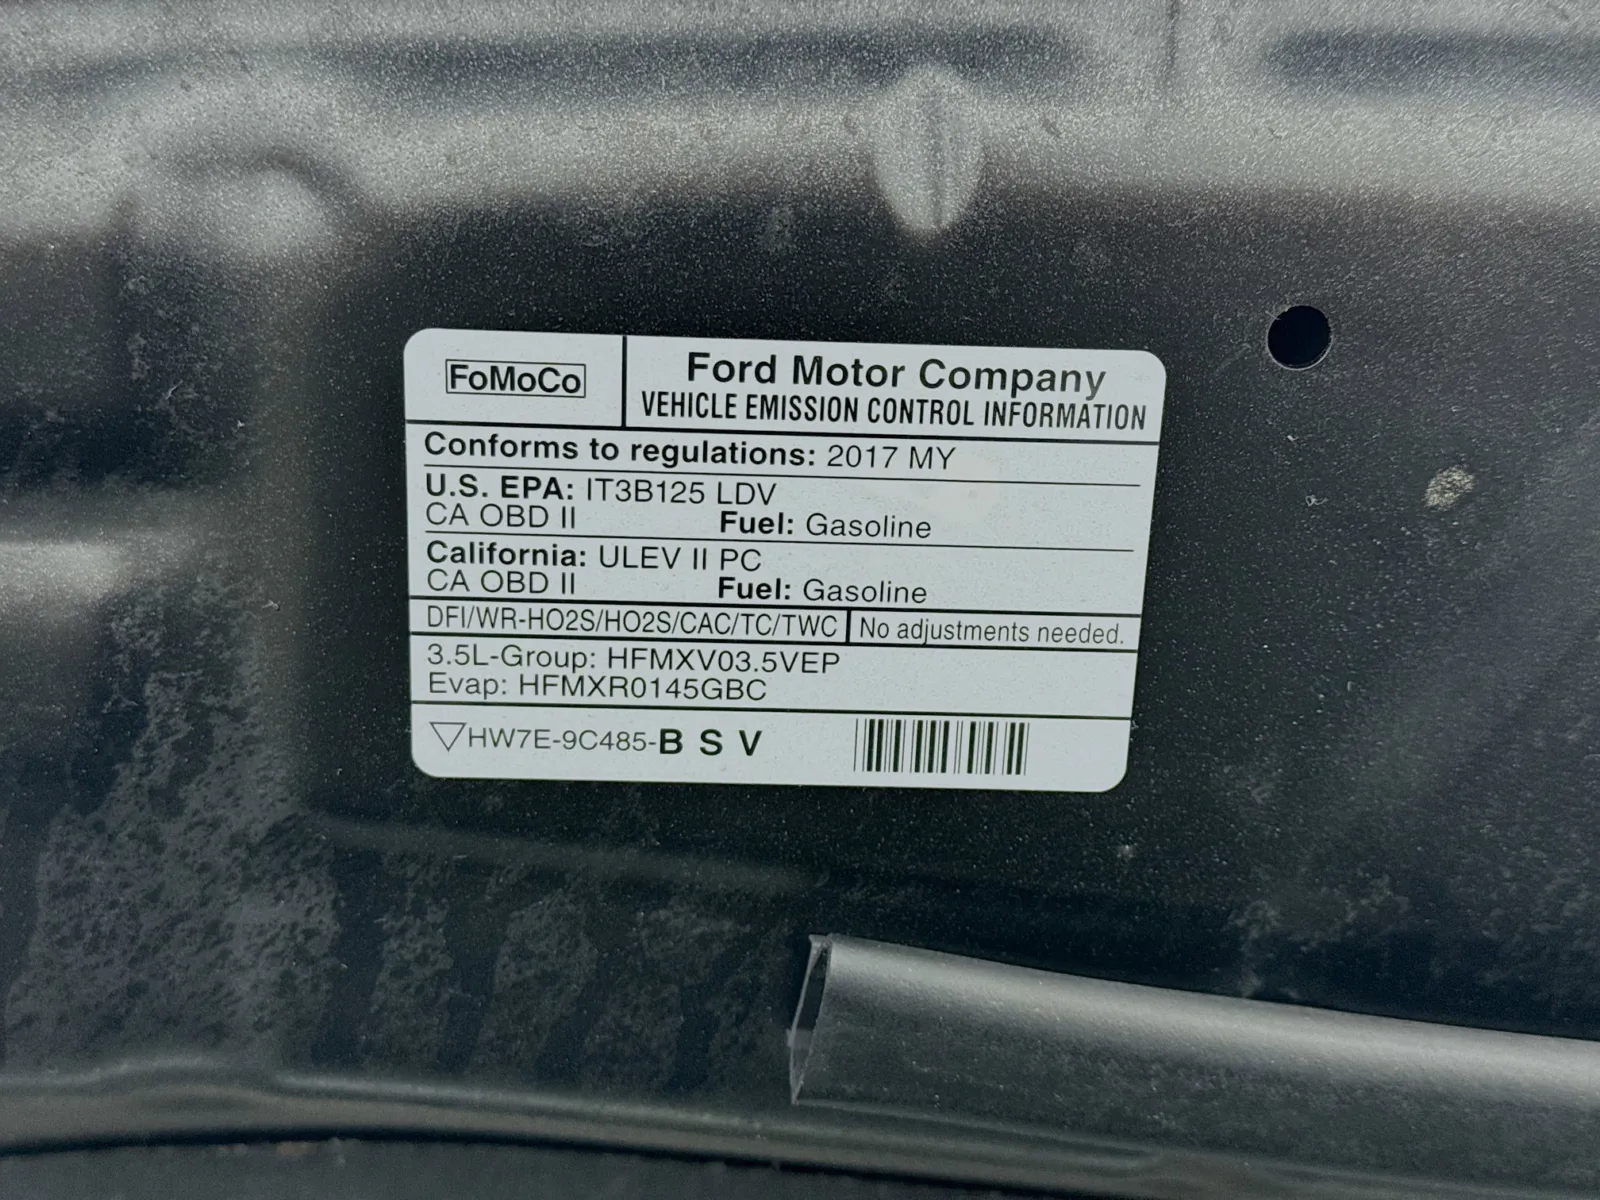 FoMoCo
Ford Motor Company
VEHICLE EMISSION CONTROL INFORMATION
Conforms to regulations: 2017 MY
U.S. EPA: IT3B125 LDV
CA OBD II Fuel: Gasoline
California: ULEV II PC
CA OBD II Fuel: Gasoline
DFI/WR-HO2S/HO2S/CAC/TC/TWC No adjustments needed.
3.5L-Group: HFMXV03.5VEP
Evap: HFMXR0145GBC
▽HW7E-9C485-B S V